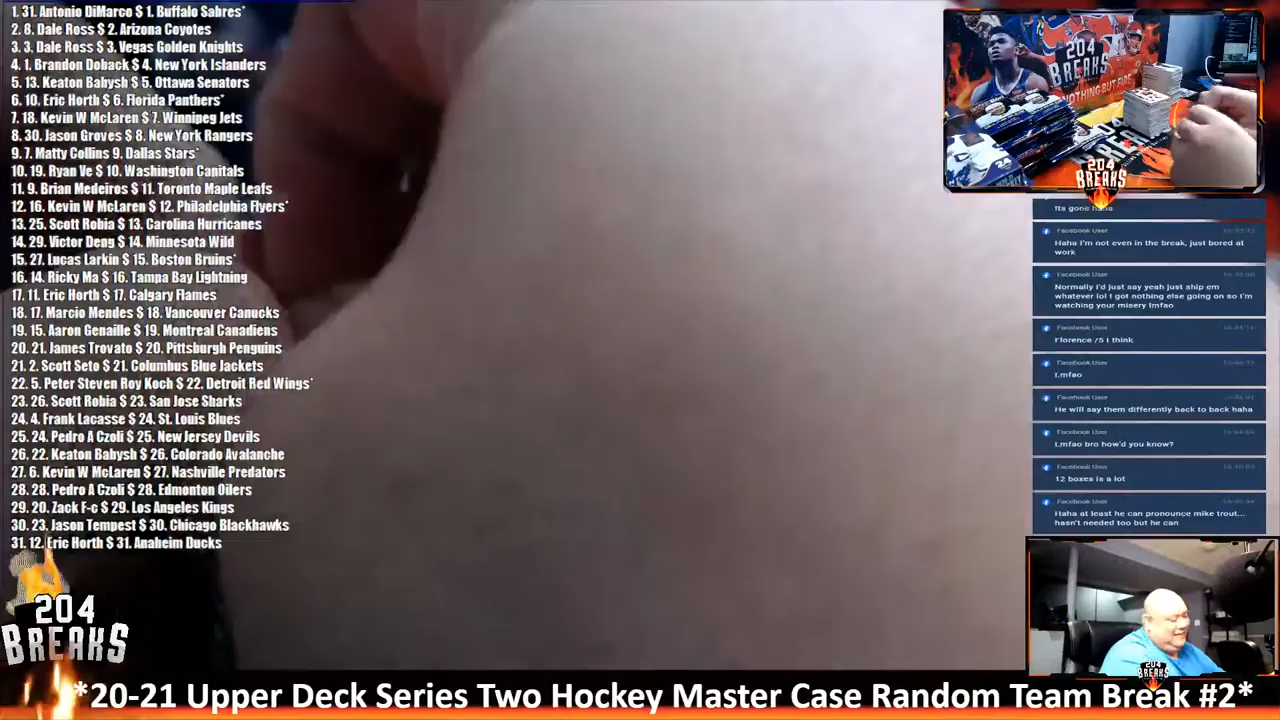 1. 31. Antonio DiMarco $ 1. Buffalo Sabres*
2. 8. Dale Ross $ 2. Arizona Coyotes
3. 3. Dale Ross $ 3. Vegas Golden Knights
4. 1. Brandon Doback $ 4. New York Islanders
5. 13. Keaton Babysh $ 5. Ottawa Senators
6. 10. Eric Horth $ 6. Florida Panthers*
7. 18. Kevin W McLaren $ 7. Winnipeg Jets
8. 30. Jason Groves $ 8. New York Rangers
9. 7. Matty Collins 9. Dallas Stars*
10. 19. Ryan Ve $ 10. Washington Capitals
11. 9. Brian Medeiros $ 11. Toronto Maple Leafs
12. 16. Kevin W McLaren $ 12. Philadelphia Flyers*
13. 25. Scott Robia $ 13. Carolina Hurricanes
14. 29. Victor Deng $ 14. Minnesota Wild
15. 27. Lucas Larkin $ 15. Boston Bruins*
16. 14. Ricky Ma $ 16. Tampa Bay Lightning
17. 11. Eric Horth $ 17. Calgary Flames
18. 17. Marcio Mendes $ 18. Vancouver Canucks
19. 15. Aaron Genaille $ 19. Montreal Canadiens
20. 21. James Trovato $ 20. Pittsburgh Penguins
21. 2. Scott Seto $ 21. Columbus Blue Jackets
22. 5. Peter Steven Roy Koch $ 22. Detroit Red Wings*
23. 26. Scott Robia $ 23. San Jose Sharks
24. 4. Frank Lacasse $ 24. St. Louis Blues
25. 24. Pedro A Czoli $ 25. New Jersey Devils
26. 22. Keaton Babysh $ 26. Colorado Avalanche
27. 6. Kevin W McLaren $ 27. Nashville Predators
28. 28. Pedro A Czoli $ 28. Edmonton Oilers
29. 20. Zack F-c $ 29. Los Angeles Kings
30. 23. Jason Tempest $ 30. Chicago Blackhawks
31. 12. Eric Horth $ 31. Anaheim Ducks
204
BREAKS
204
BREAKS
NOTHING BUT FIRE
204
BREAKS
Its gone haha
Facebook User
Haha I'm not even in the break, just bored at
work
Facebook User
Normally I'd just say yeah just ship em
whatever lol I got nothing else going on so I'm
watching your misery lmfao
Facebook User
Florence /5 I think
Facebook User
Lmfao
Facebook User
He will say them differently back to back haha
Facebook User
Lmfao bro how'd you know?
Facebook User
12 boxes is a lot
Facebook User
Haha at least he can pronounce mike trout...
hasn't needed too but he can
204
BREAKS
*20-21 Upper Deck Series Two Hockey Master Case Random Team Break #2*